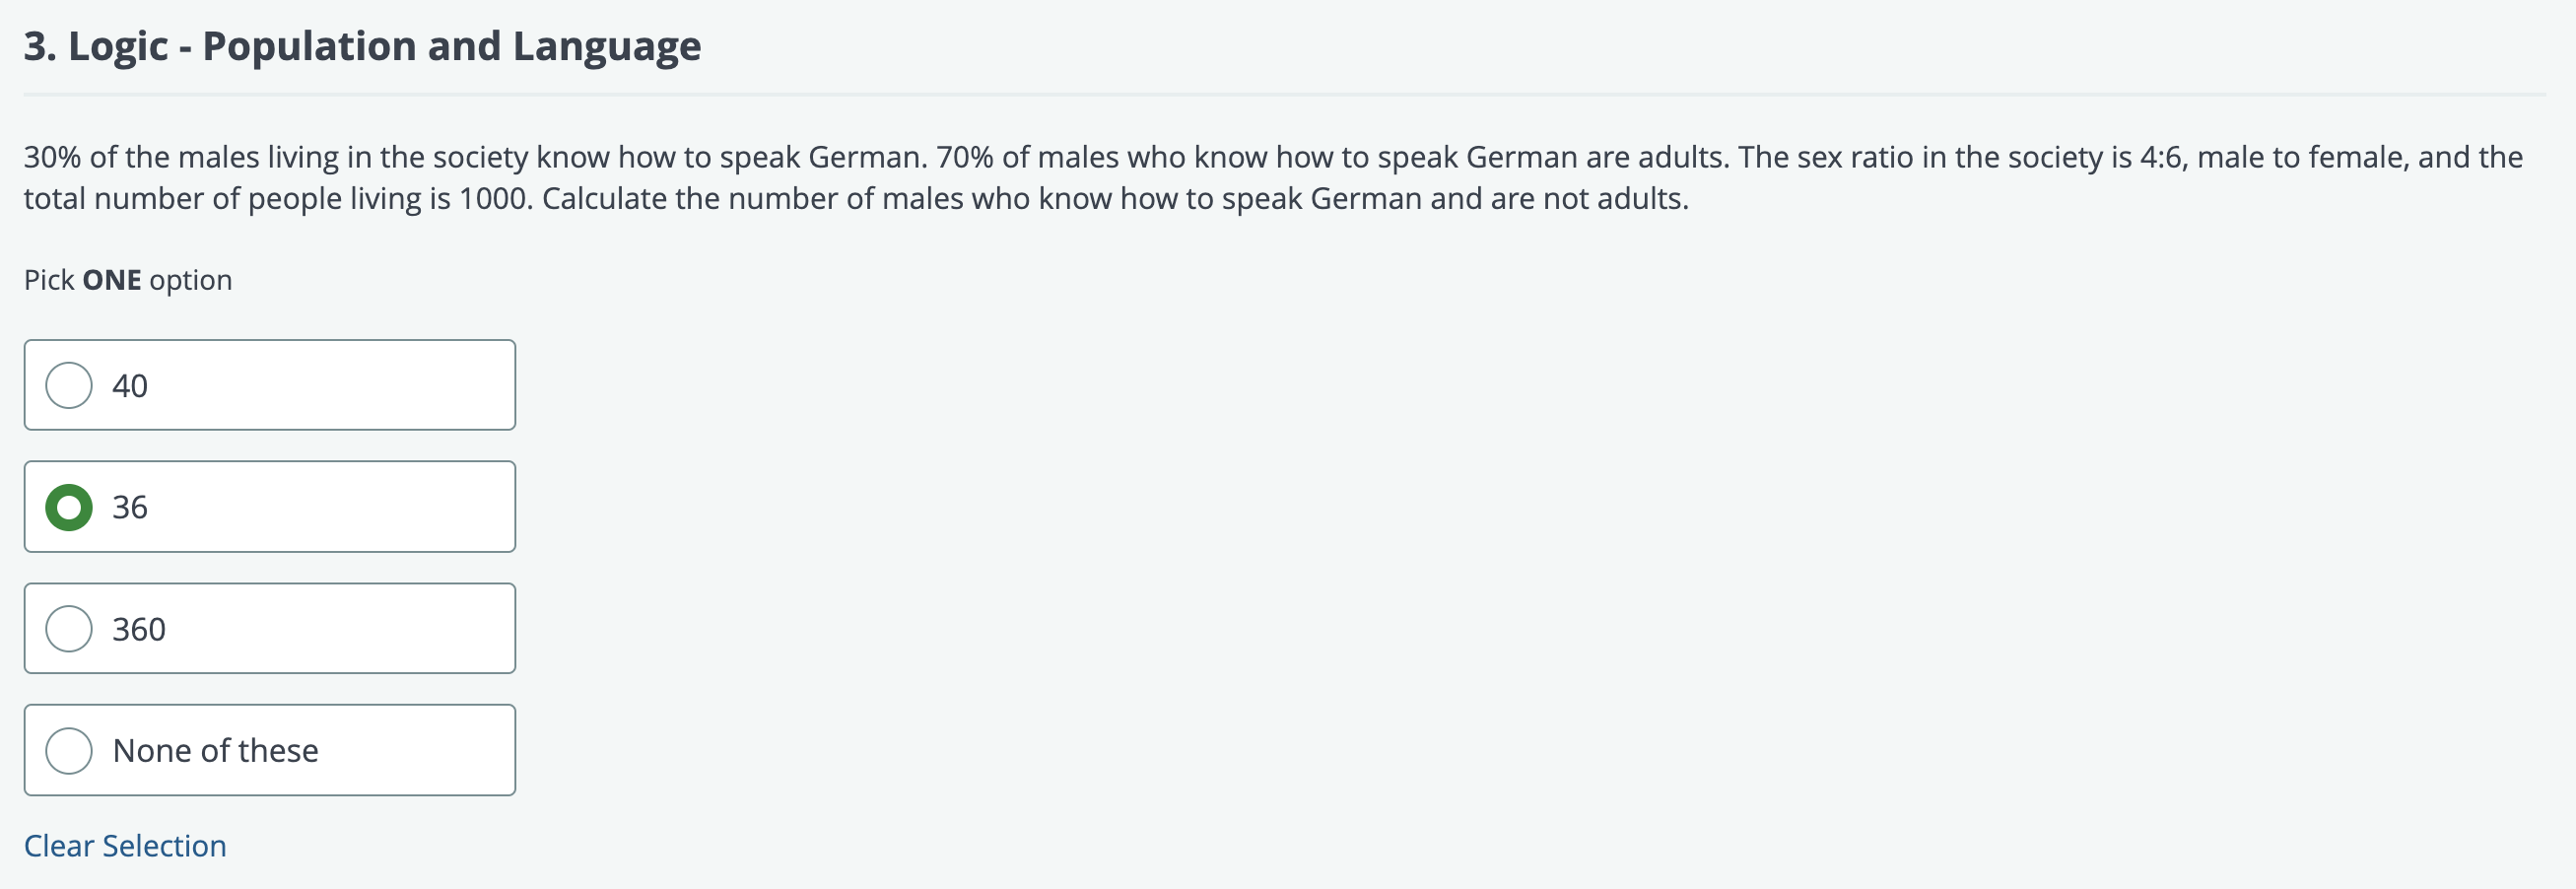 3. Logic - Population and Language
30% of the males living in the society know how to speak German. 70% of males who know how to speak German are adults. The sex ratio in the society is 4:6, male to female, and the
total number of people living is 1000. Calculate the number of males who know how to speak German and are not adults.
Pick ONE option
40
36
360
None of these
Clear Selection